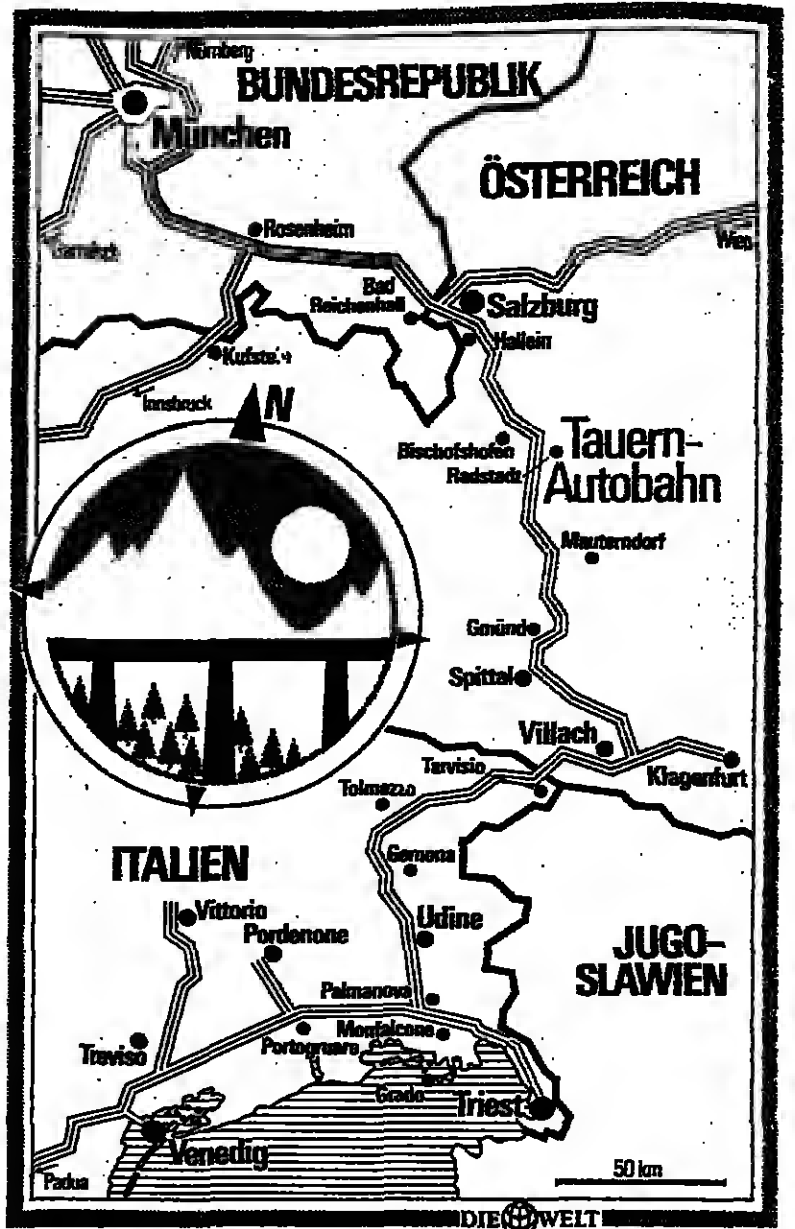 Nürnberg
BUNDESREPUBLIK
München
ÖSTERREICH
Rosenheim
Garmisch
Wien
Bad
Reichenhall
Salzburg
Hallein
Kufstein
Innsbruck
N
Bischofshofen
Tauern-
Radstadt
Autobahn
Mauterndorf
Gmünd
Spittal
Villach
Tarvisio
Klagenfurt
Tolmezzo
ITALIEN
Gemona
Vittorio
Udine
Pordenone
JUGO-
SLAWIEN
Palmanova
Monfalcone
Portogruaro
Treviso
Grado
Triest
Venedig
Padua
50 km
DIE WELT